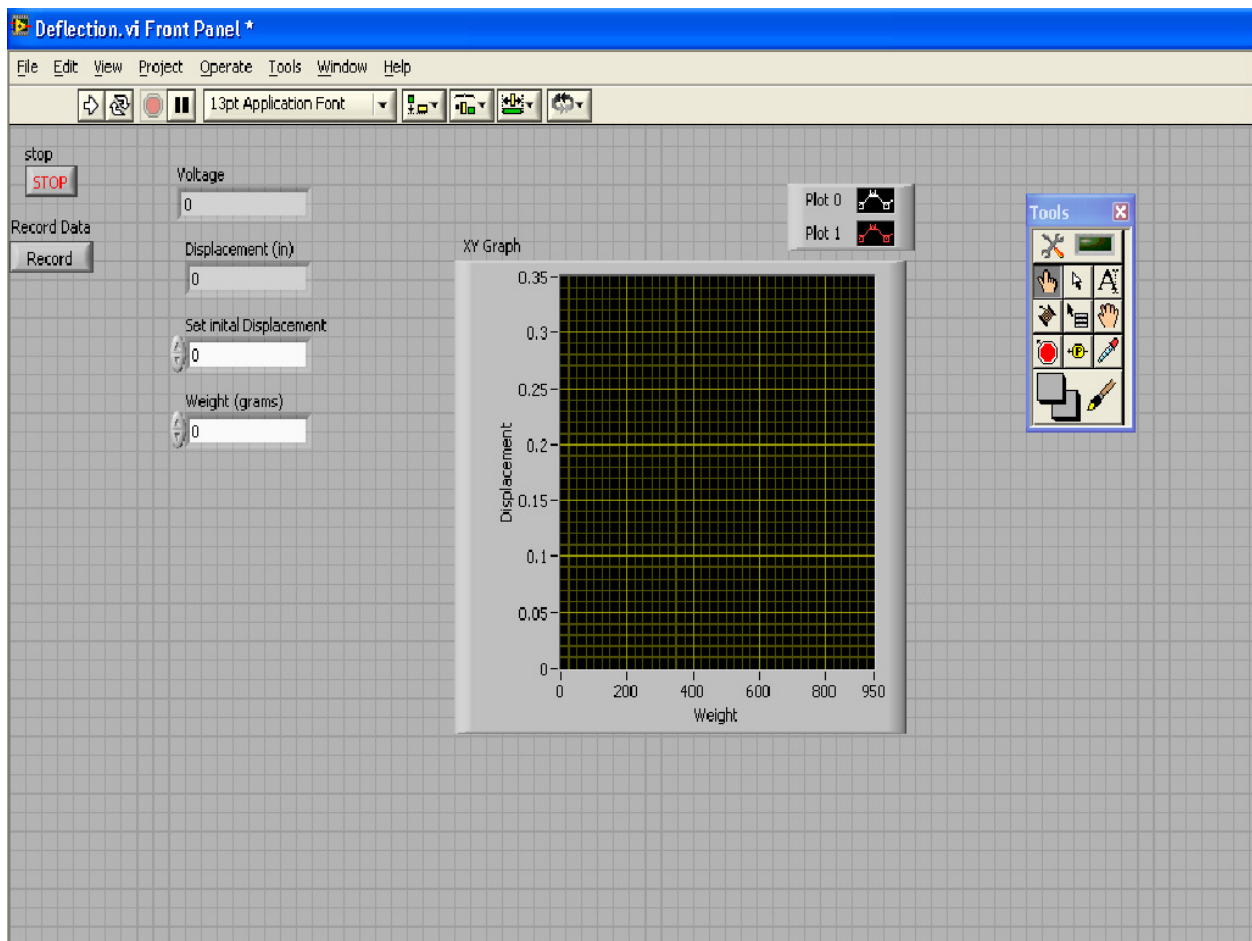 Deflection.vi Front Panel *
File Edit View Project Operate Tools Window Help
13pt Application Font
stop
STOP
Record Data
Record
Voltage
0
Displacement (in)
0
Set inital Displacement
0
Weight (grams)
0
Plot 0
Plot 1
XY Graph
0.35
0.3
0.25
0.2
0.15
0.1
0.05
0
Displacement
0 200 400 600 800 950
Weight
Tools
A
P